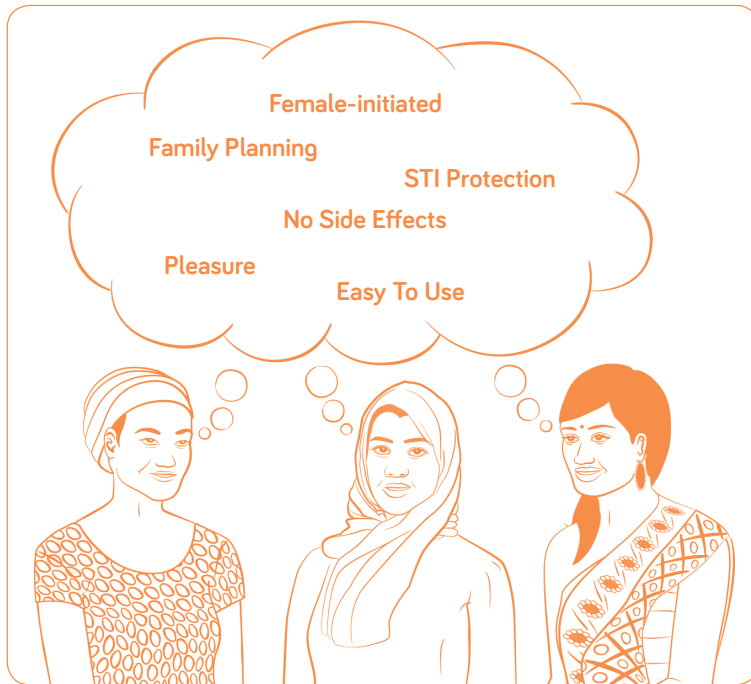 Female-initiated
Family Planning
STI Protection
No Side Effects
Pleasure
Easy To Use